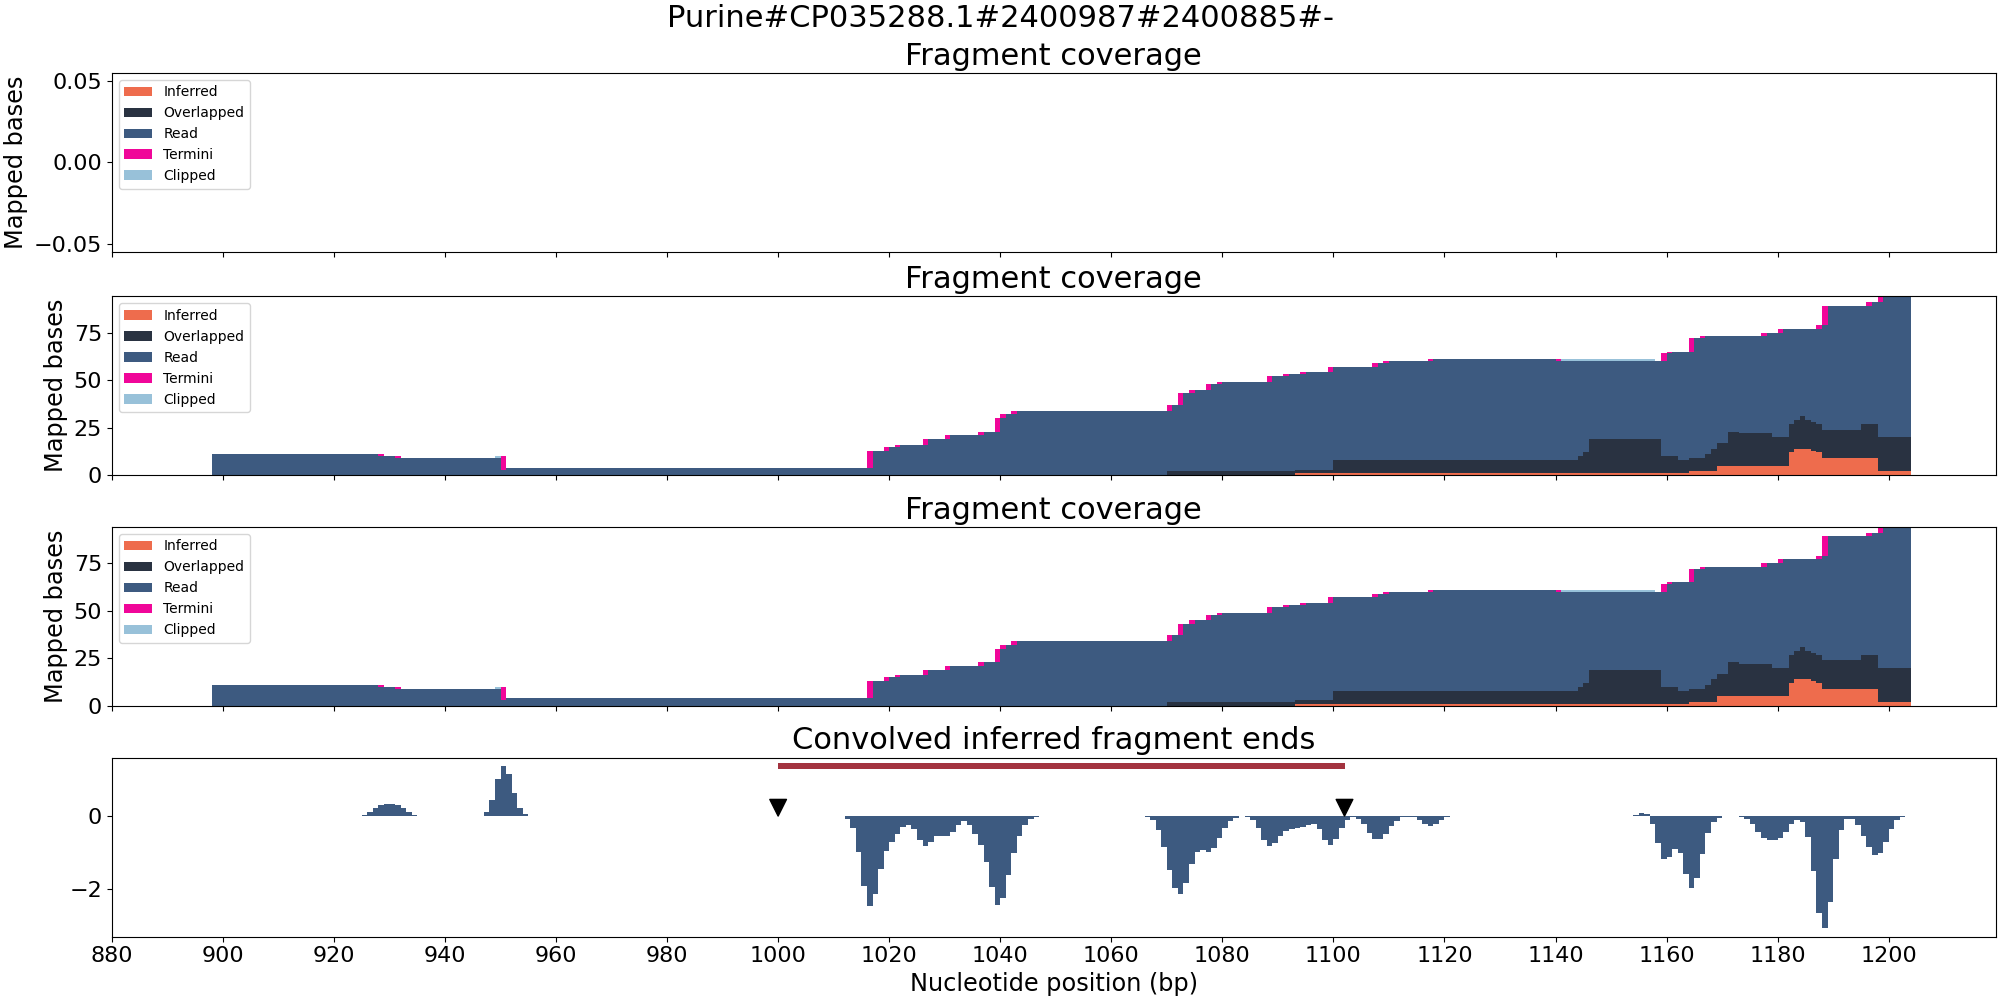 Purine#CP035288.1#2400987#2400885#-
Fragment coverage
Mapped bases
0.05
0.00
−0.05
Inferred
Overlapped
Read
Termini
Clipped
Fragment coverage
Mapped bases
75
50
25
0
Inferred
Overlapped
Read
Termini
Clipped
Fragment coverage
Mapped bases
75
50
25
0
Inferred
Overlapped
Read
Termini
Clipped
Convolved inferred fragment ends
0
−2
880 900 920 940 960 980 1000 1020 1040 1060 1080 1100 1120 1140 1160 1180 1200
Nucleotide position (bp)